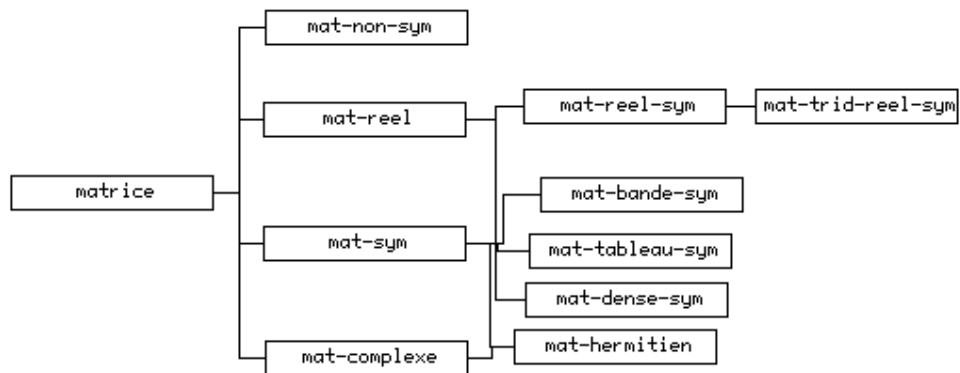 mat-non-sym
mat-reel
mat-reel-sym
mat-trid-reel-sym
matrice
mat-bande-sym
mat-sym
mat-tableau-sym
mat-dense-sym
mat-complexe
mat-hermitien